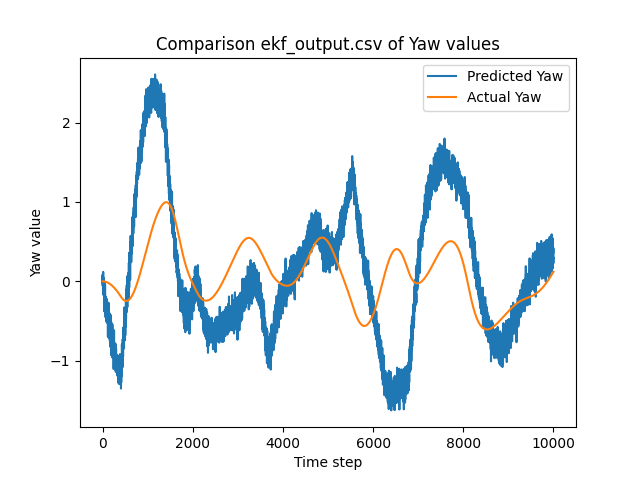 Comparison ekf_output.csv of Yaw values
Predicted Yaw
Actual Yaw
Yaw value
2
1
0
−1
0
2000
4000
6000
8000
10000
Time step